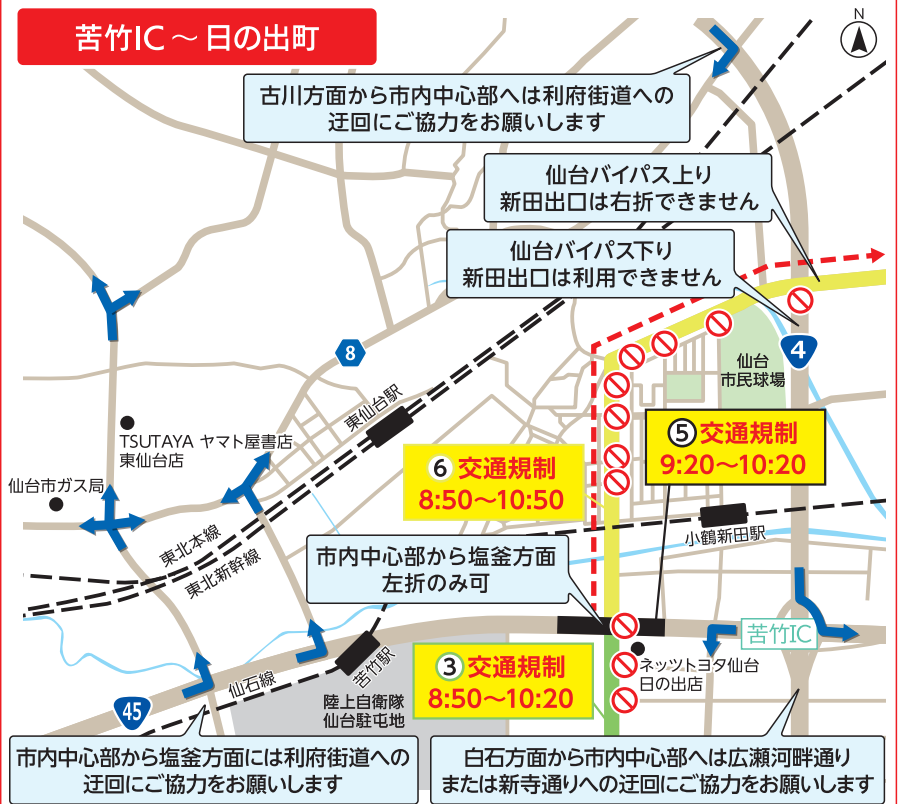 苦竹IC～日の出町
N
古川方面から市内中心部へは利府街道への
迂回にご協力をお願いします
仙台バイパス上り
新田出口は右折できません
仙台バイパス下り
新田出口は利用できません
8
4
仙台
市民球場
東仙台駅
TSUTAYA ヤマト屋書店
東仙台店
⑤交通規制
9:20～10:20
⑥交通規制
8:50～10:50
仙台市ガス局
東北本線
東北新幹線
小鶴新田駅
市内中心部から塩釜方面
左折のみ可
苦竹IC
③交通規制
8:50～10:20
ネッツトヨタ仙台
日の出店
苦竹駅
仙石線
陸上自衛隊
仙台駐屯地
45
市内中心部から塩釜方面には利府街道への
迂回にご協力をお願いします
白石方面から市内中心部へは広瀬河畔通り
または新寺通りへの迂回にご協力をお願いします